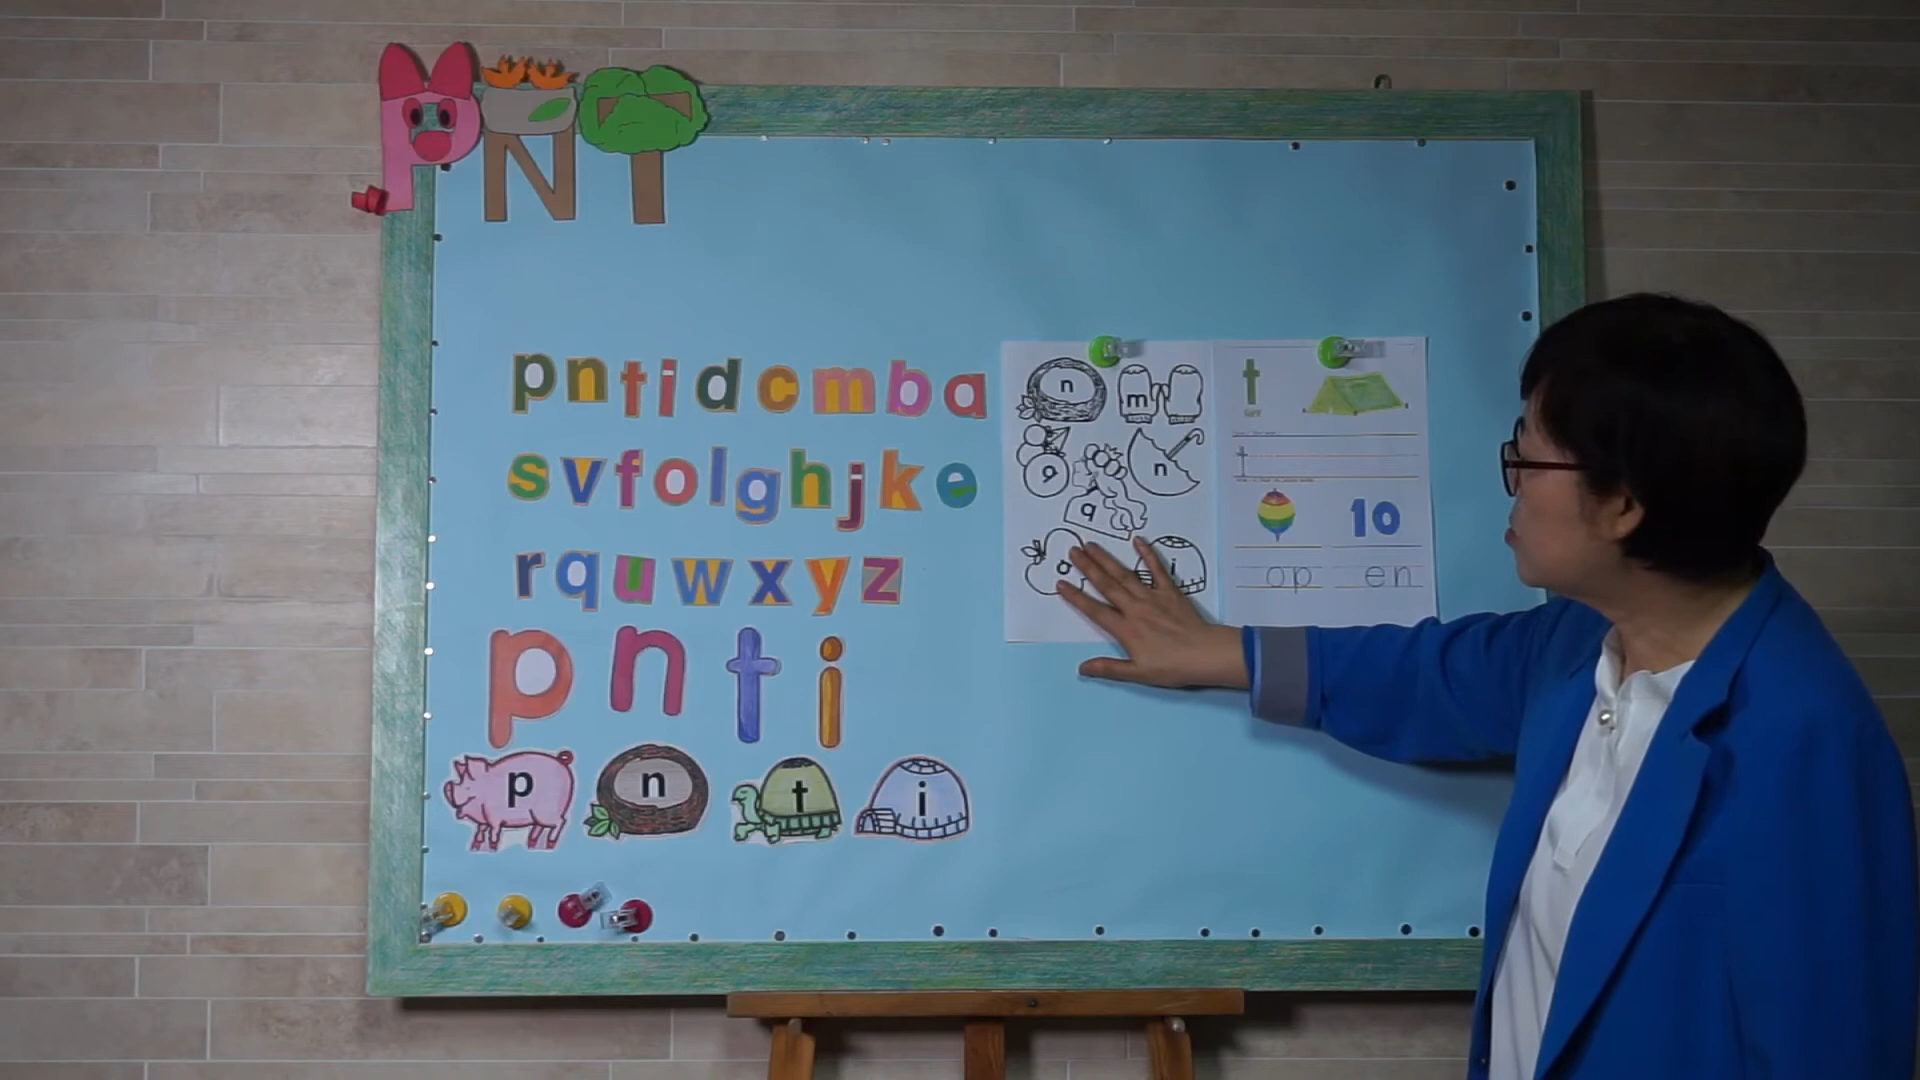 PNT
pntidcmba
svfolghjke
rquwxyz
pnti
p n t i
n m
n
q
i
t
t
10
op en